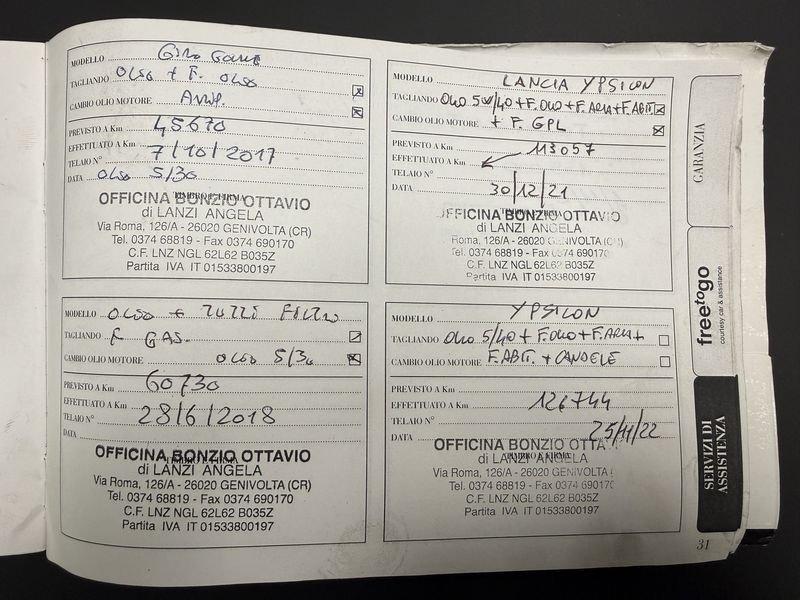 MODELLO
TAGLIANDO OLIO + F. OLIO
CAMBIO OLIO MOTORE
PREVISTO A Km 45670
EFFETTUATO A Km 7/10/2017
TELAIO N°
DATA OLIO 5/30
TIMBRO E FIRMA
OFFICINA BONZIO OTTAVIO
di LANZI ANGELA
Via Roma, 126/A - 26020 GENIVOLTA (CR)
Tel. 0374 68819 - Fax 0374 690170
C.F. LNZ NGL 62L62 B035Z
Partita IVA IT 01533800197
MODELLO OLIO + TUTTI FILTRI
TAGLIANDO F GAS.
CAMBIO OLIO MOTORE OLIO 5/30
PREVISTO A Km 60730
EFFETTUATO A Km
TELAIO N° 28/6/2018
DATA
TIMBRO E FIRMA
OFFICINA BONZIO OTTAVIO
di LANZI ANGELA
Via Roma, 126/A - 26020 GENIVOLTA (CR)
Tel. 0374 68819 - Fax 0374 690170
C.F. LNZ NGL 62L62 B035Z
Partita IVA IT 01533800197
MODELLO LANCIA YPSILON
TAGLIANDO OLIO 5W/40 + F. OLIO + F. ARIA + F. ABIT.
CAMBIO OLIO MOTORE + F. GPL
PREVISTO A Km 113057
EFFETTUATO A Km
TELAIO N°
DATA 30/12/21
OFFICINA BONZIO OTTAVIO
di LANZI ANGELA
Roma, 126/A - 26020 GENIVOLTA (CR)
Tel. 0374 68819 - Fax 0374 690170
C.F. LNZ NGL 62L62 B035Z
Partita IVA IT 01533800197
MODELLO YPSILON
TAGLIANDO OLIO 5/40 + F. OLIO + F. ARIA +
CAMBIO OLIO MOTORE F. ABIT. + CANDELE
PREVISTO A Km
EFFETTUATO A Km 126744
TELAIO N°
DATA 25/11/22
TIMBRO E FIRMA
OFFICINA BONZIO OTTA
di LANZI ANGELA
Via Roma, 126/A - 26020 GENIVOLTA
Tel. 0374 68819 - Fax 0374 690170
C.F. LNZ NGL 62L62 B035Z
Partita IVA IT 01533800197
GARANZIA
freetogo
courtesy car & assistance
SERVIZI DI
ASSISTENZA
31